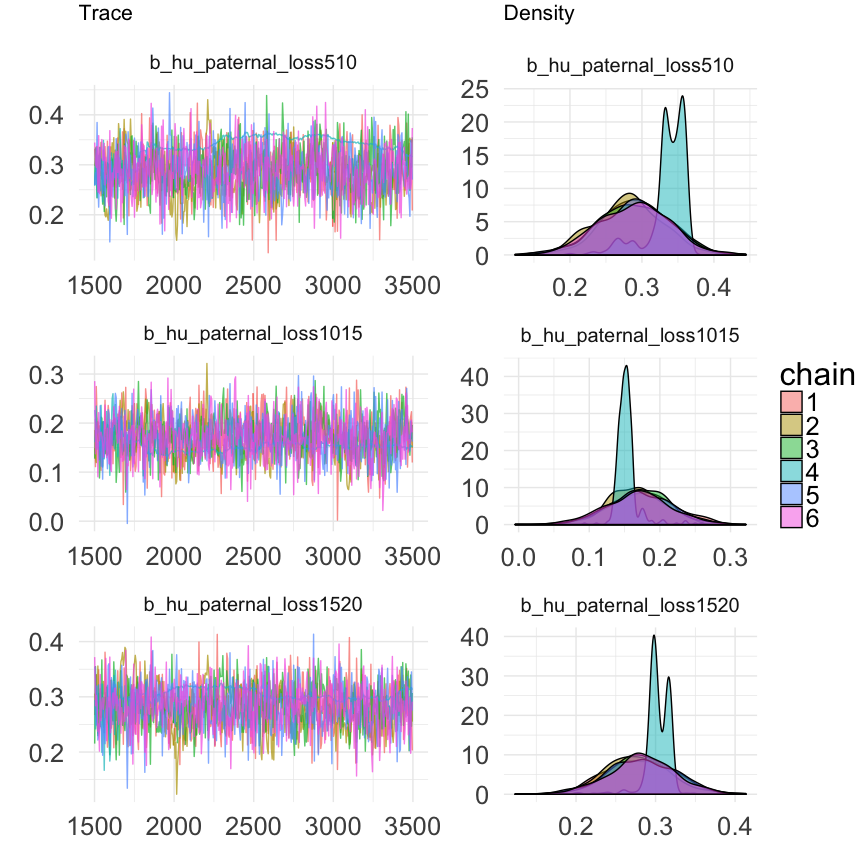 Trace Density
b_hu_paternal_loss510 b_hu_paternal_loss510
0.4
0.3
0.2
1500 2000 2500 3000 3500
25
20
15
10
5
0
0.2 0.3 0.4
b_hu_paternal_loss1015 b_hu_paternal_loss1015
0.3
0.2
0.1
0.0
1500 2000 2500 3000 3500
40
30
20
10
0
0.0 0.1 0.2 0.3
b_hu_paternal_loss1520 b_hu_paternal_loss1520
0.4
0.3
0.2
1500 2000 2500 3000 3500
40
30
20
10
0
0.2 0.3 0.4
chain
1
2
3
4
5
6